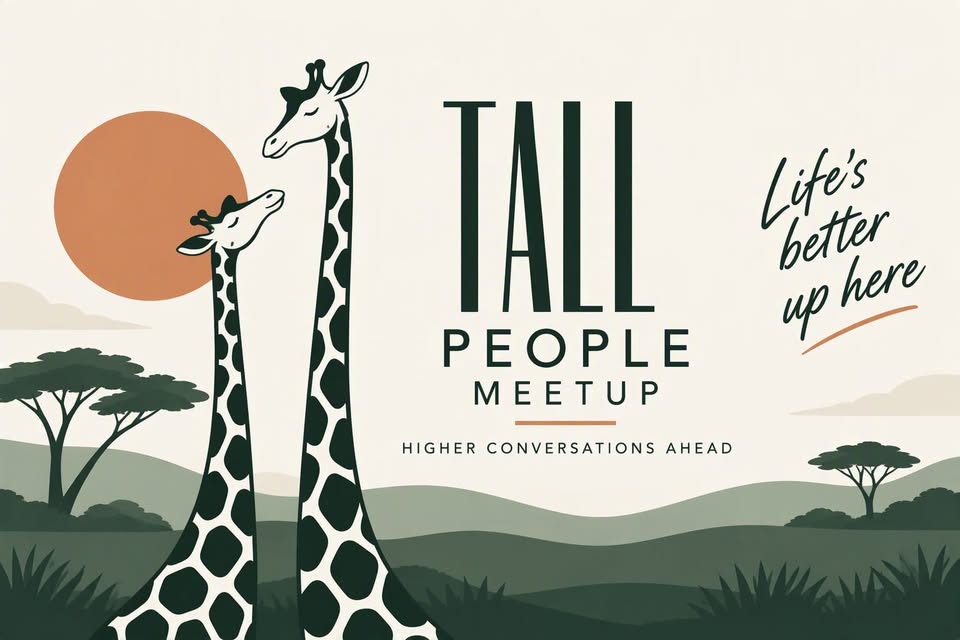 TALL
PEOPLE
MEETUP
HIGHER CONVERSATIONS AHEAD
Life's
better
up here